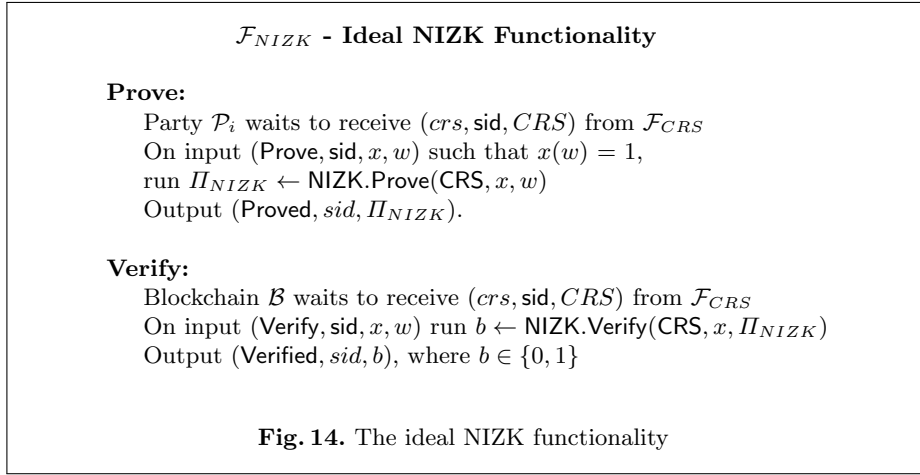 𝓕_NIZK - Ideal NIZK Functionality
Prove:
Party 𝒫_i waits to receive (crs, sid, CRS) from 𝓕_CRS
On input (Prove, sid, x, w) such that x(w) = 1,
run Π_NIZK ← NIZK.Prove(CRS, x, w)
Output (Proved, sid, Π_NIZK).
Verify:
Blockchain 𝓑 waits to receive (crs, sid, CRS) from 𝓕_CRS
On input (Verify, sid, x, w) run b ← NIZK.Verify(CRS, x, Π_NIZK)
Output (Verified, sid, b), where b ∈ {0, 1}
Fig. 14. The ideal NIZK functionality